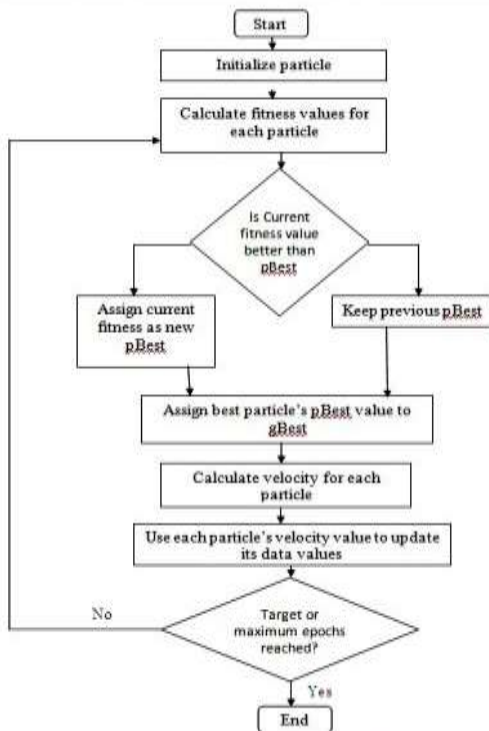 Start
Initialize particle
Calculate fitness values for
each particle
Is Current
fitness value
better than
pBest
Assign current
fitness as new
pBest
Keep previous pBest
Assign best particle's pBest value to
gBest
Calculate velocity for each
particle
Use each particle's velocity value to update
its data values
No
Target or
maximum epochs
reached?
Yes
End